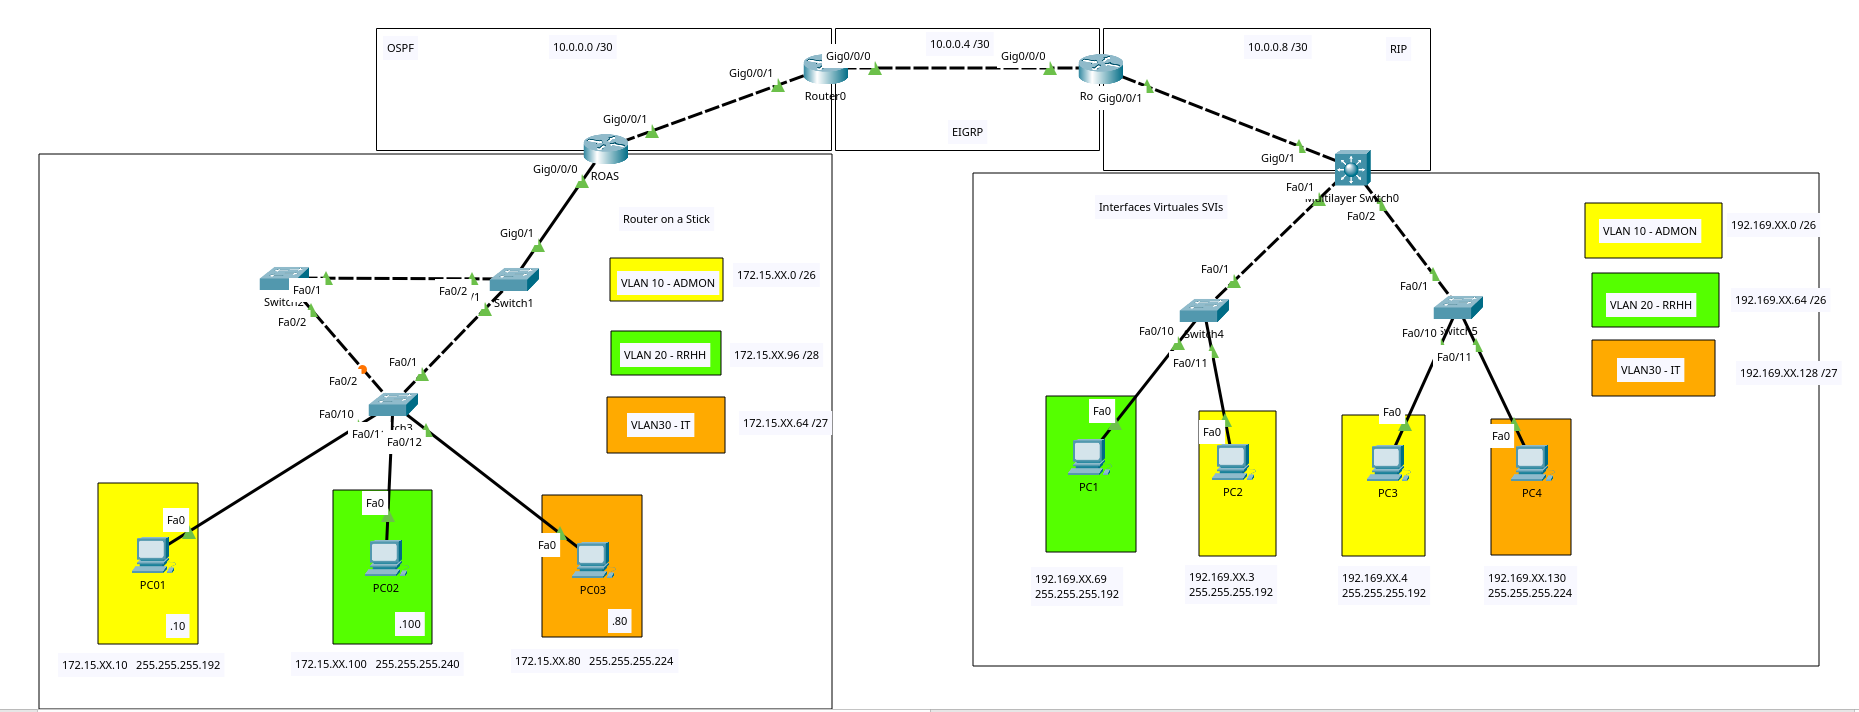 OSPF
10.0.0.0 /30
10.0.0.4 /30
10.0.0.8 /30
RIP
Gig0/0/0
Gig0/0/0
Gig0/0/1
Router0
Ro
Gig0/0/1
Gig0/0/1
EIGRP
Gig0/1
Gig0/0/0
ROAS
Router on a Stick
Gig0/1
Fa0/1
Fa0/2
/1
Switch1
Fa0/2
VLAN 10 - ADMON
172.15.XX.0 /26
VLAN 20 - RRHH
172.15.XX.96 /28
VLAN30 - IT
172.15.XX.64 /27
Fa0/1
Fa0/2
Fa0/10
Fa0/1
ch3
Fa0/12
Fa0
Fa0
Fa0
PC01
PC02
PC03
.10
.100
.80
172.15.XX.10 255.255.255.192
172.15.XX.100 255.255.255.240
172.15.XX.80 255.255.255.224
Interfaces Virtuales SVIs
Fa0/1
Multilayer Switch0
Fa0/2
VLAN 10 - ADMON
192.169.XX.0 /26
VLAN 20 - RRHH
192.169.XX.64 /26
VLAN30 - IT
192.169.XX.128 /27
Fa0/1
Fa0/1
Fa0/10
Switch4
Fa0/11
Fa0/10
Switch5
Fa0/11
Fa0
Fa0
Fa0
Fa0
PC1
PC2
PC3
PC4
192.169.XX.69
255.255.255.192
192.169.XX.3
255.255.255.192
192.169.XX.4
255.255.255.192
192.169.XX.130
255.255.255.224